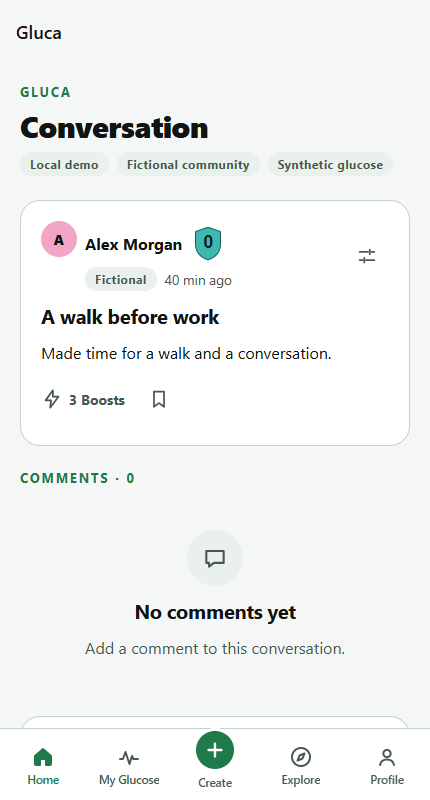 Gluca
GLUCA
Conversation
Local demo Fictional community Synthetic glucose
A Alex Morgan 0
Fictional 40 min ago
A walk before work
Made time for a walk and a conversation.
3 Boosts
COMMENTS · 0
No comments yet
Add a comment to this conversation.
Home My Glucose Create Explore Profile